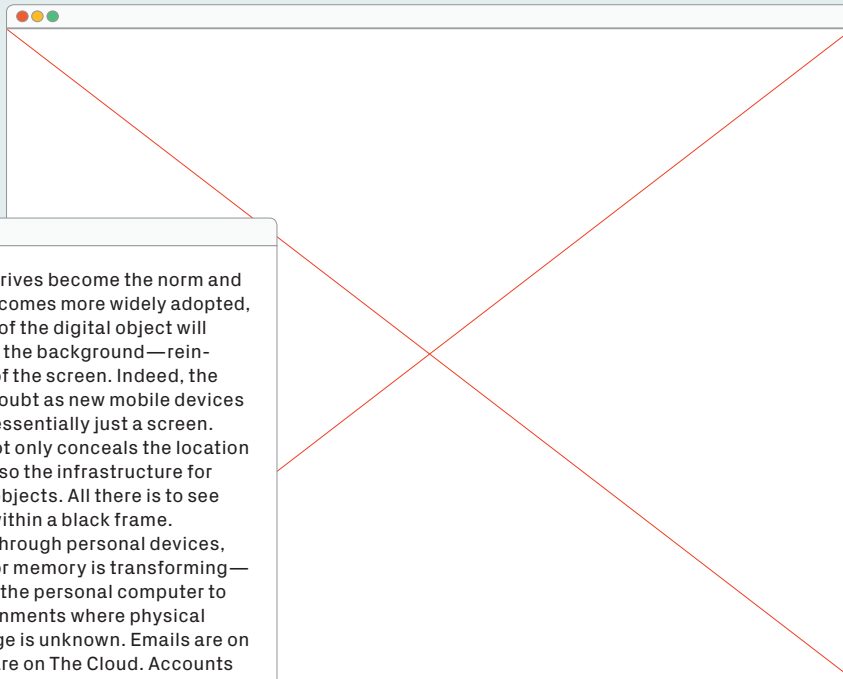 rives become the norm and
comes more widely adopted,
of the digital object will
the background—rein-
f the screen. Indeed, the
oubt as new mobile devices
essentially just a screen.
ot only conceals the location
so the infrastructure for
bjects. All there is to see
within a black frame.
hrough personal devices,
or memory is transforming—
the personal computer to
nments where physical
ge is unknown. Emails are on
re on The Cloud. Accounts